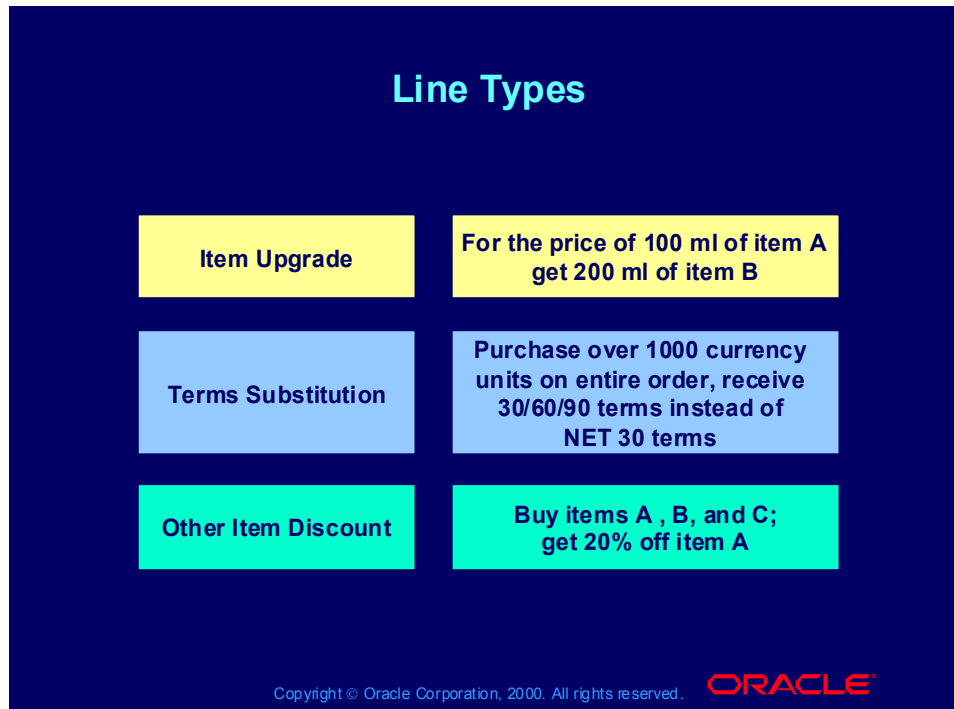 Line Types
Item Upgrade
For the price of 100 ml of item A
get 200 ml of item B
Terms Substitution
Purchase over 1000 currency
units on entire order, receive
30/60/90 terms instead of
NET 30 terms
Other Item Discount
Buy items A , B, and C;
get 20% off item A
Copyright © Oracle Corporation, 2000. All rights reserved.
ORACLE®